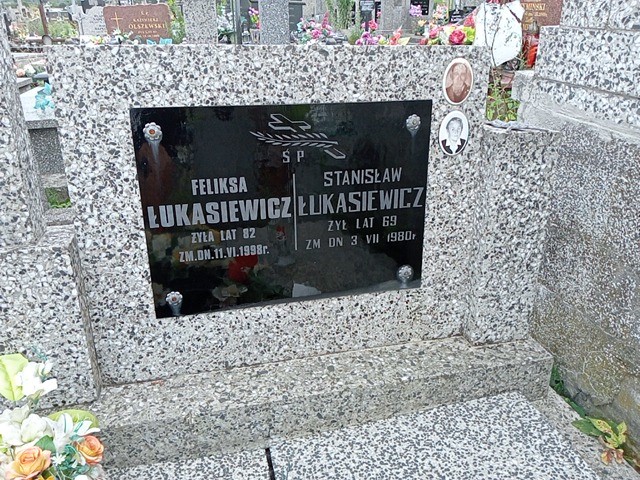 KAZIMIERZ
OLSZEWSKI
Ś P
FELIKSA
ŁUKASIEWICZ
ŻYŁA LAT 82
ZM.DN.11.VI.1998r.
STANISŁAW
ŁUKASIEWICZ
ŻYŁ LAT 69
ZM DN 3 VII 1980r